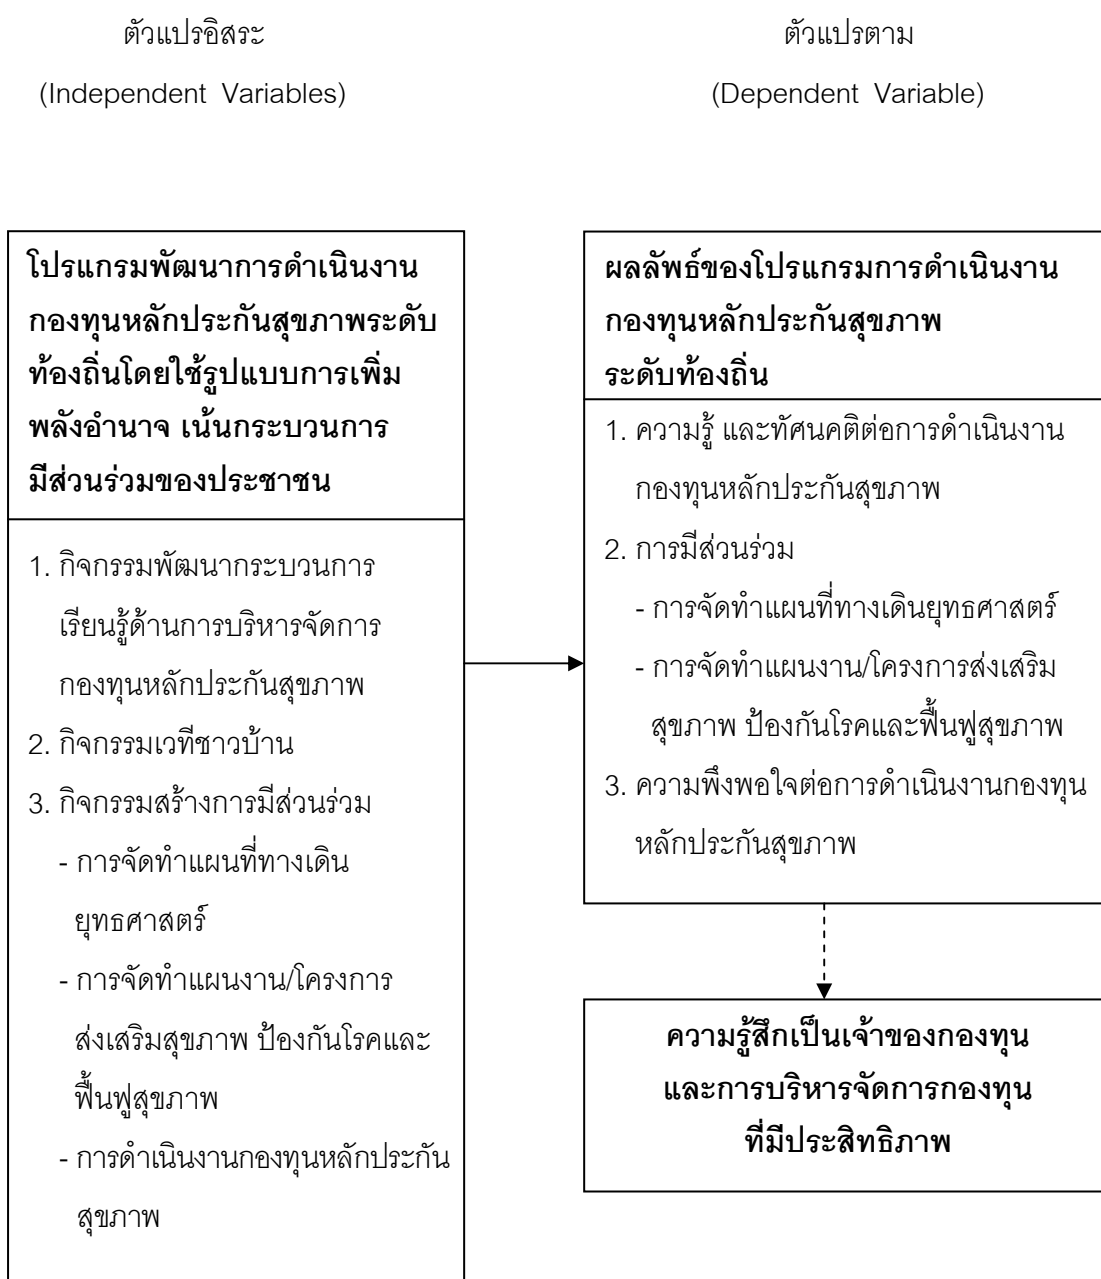 ตัวแปรอิสระ
(Independent Variables)
ตัวแปรตาม
(Dependent Variable)
โปรแกรมพัฒนาการดำเนินงาน
กองทุนหลักประกันสุขภาพระดับ
ท้องถิ่นโดยใช้รูปแบบการเพิ่ม
พลังอำนาจ เน้นกระบวนการ
มีส่วนร่วมของประชาชน
1. กิจกรรมพัฒนากระบวนการ
เรียนรู้ด้านการบริหารจัดการ
กองทุนหลักประกันสุขภาพ
2. กิจกรรมเวทีชาวบ้าน
3. กิจกรรมสร้างการมีส่วนร่วม
- การจัดทำแผนที่ทางเดิน
ยุทธศาสตร์
- การจัดทำแผนงาน/โครงการ
ส่งเสริมสุขภาพ ป้องกันโรคและ
ฟื้นฟูสุขภาพ
- การดำเนินงานกองทุนหลักประกัน
สุขภาพ
ผลลัพธ์ของโปรแกรมการดำเนินงาน
กองทุนหลักประกันสุขภาพ
ระดับท้องถิ่น
1. ความรู้ และทัศนคติต่อการดำเนินงาน
กองทุนหลักประกันสุขภาพ
2. การมีส่วนร่วม
- การจัดทำแผนที่ทางเดินยุทธศาสตร์
- การจัดทำแผนงาน/โครงการส่งเสริม
สุขภาพ ป้องกันโรคและฟื้นฟูสุขภาพ
3. ความพึงพอใจต่อการดำเนินงานกองทุน
หลักประกันสุขภาพ
ความรู้สึกเป็นเจ้าของกองทุน
และการบริหารจัดการกองทุน
ที่มีประสิทธิภาพ